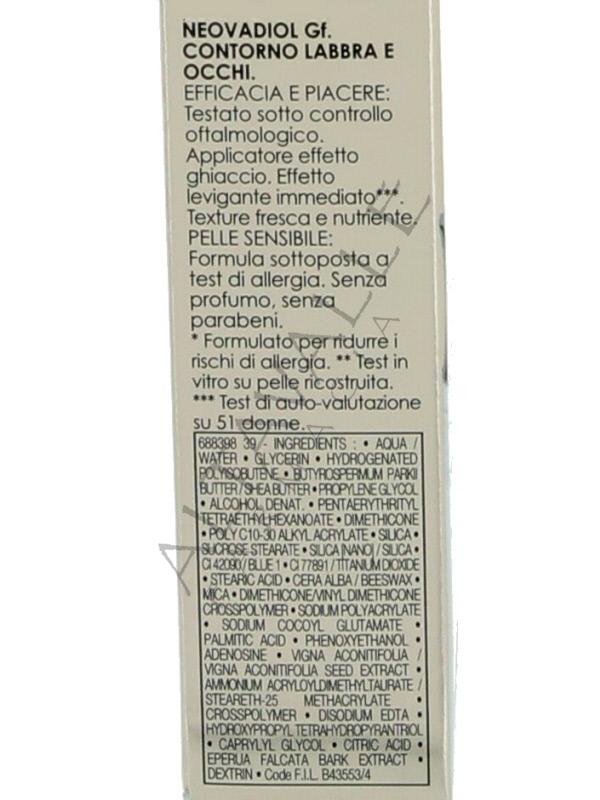 NEOVADIOL Gf.
CONTORNO LABBRA E
OCCHI.
EFFICACIA E PIACERE:
Testato sotto controllo
oftalmologico.
Applicatore effetto
ghiaccio. Effetto
levigante immediato***.
Texture fresca e nutriente.
PELLE SENSIBILE:
Formula sottoposta a
test di allergia. Senza
profumo, senza
parabeni.
* Formulato per ridurre i
rischi di allergia. ** Test in
vitro su pelle ricostruita.
*** Test di auto-valutazione
su 51 donne.
688398 39 - INGREDIENTS : • AQUA /
WATER • GLYCERIN • HYDROGENATED
POLYISOBUTENE • BUTYROSPERMUM PARKII
BUTTER / SHEA BUTTER • PROPYLENE GLYCOL
• ALCOHOL DENAT. • PENTAERYTHRITYL
TETRAETHYLHEXANOATE • DIMETHICONE
• POLY C10-30 ALKYL ACRYLATE • SILICA •
SUCROSE STEARATE • SILICA [NANO] / SILICA •
CI 42090 / BLUE 1 • CI 77891 / TITANIUM DIOXIDE
• STEARIC ACID • CERA ALBA / BEESWAX •
MICA • DIMETHICONE/VINYL DIMETHICONE
CROSSPOLYMER • SODIUM POLYACRYLATE
• SODIUM COCOYL GLUTAMATE •
PALMITIC ACID • PHENOXYETHANOL •
ADENOSINE • VIGNA ACONITIFOLIA /
VIGNA ACONITIFOLIA SEED EXTRACT •
AMMONIUM ACRYLOYLDIMETHYLTAURATE /
STEARETH-25 METHACRYLATE
CROSSPOLYMER • DISODIUM EDTA •
HYDROXYPROPYL TETRAHYDROPYRANTRIOL
• CAPRYLYL GLYCOL • CITRIC ACID •
EPERUA FALCATA BARK EXTRACT •
DEXTRIN • Code F.I.L. B43553/4